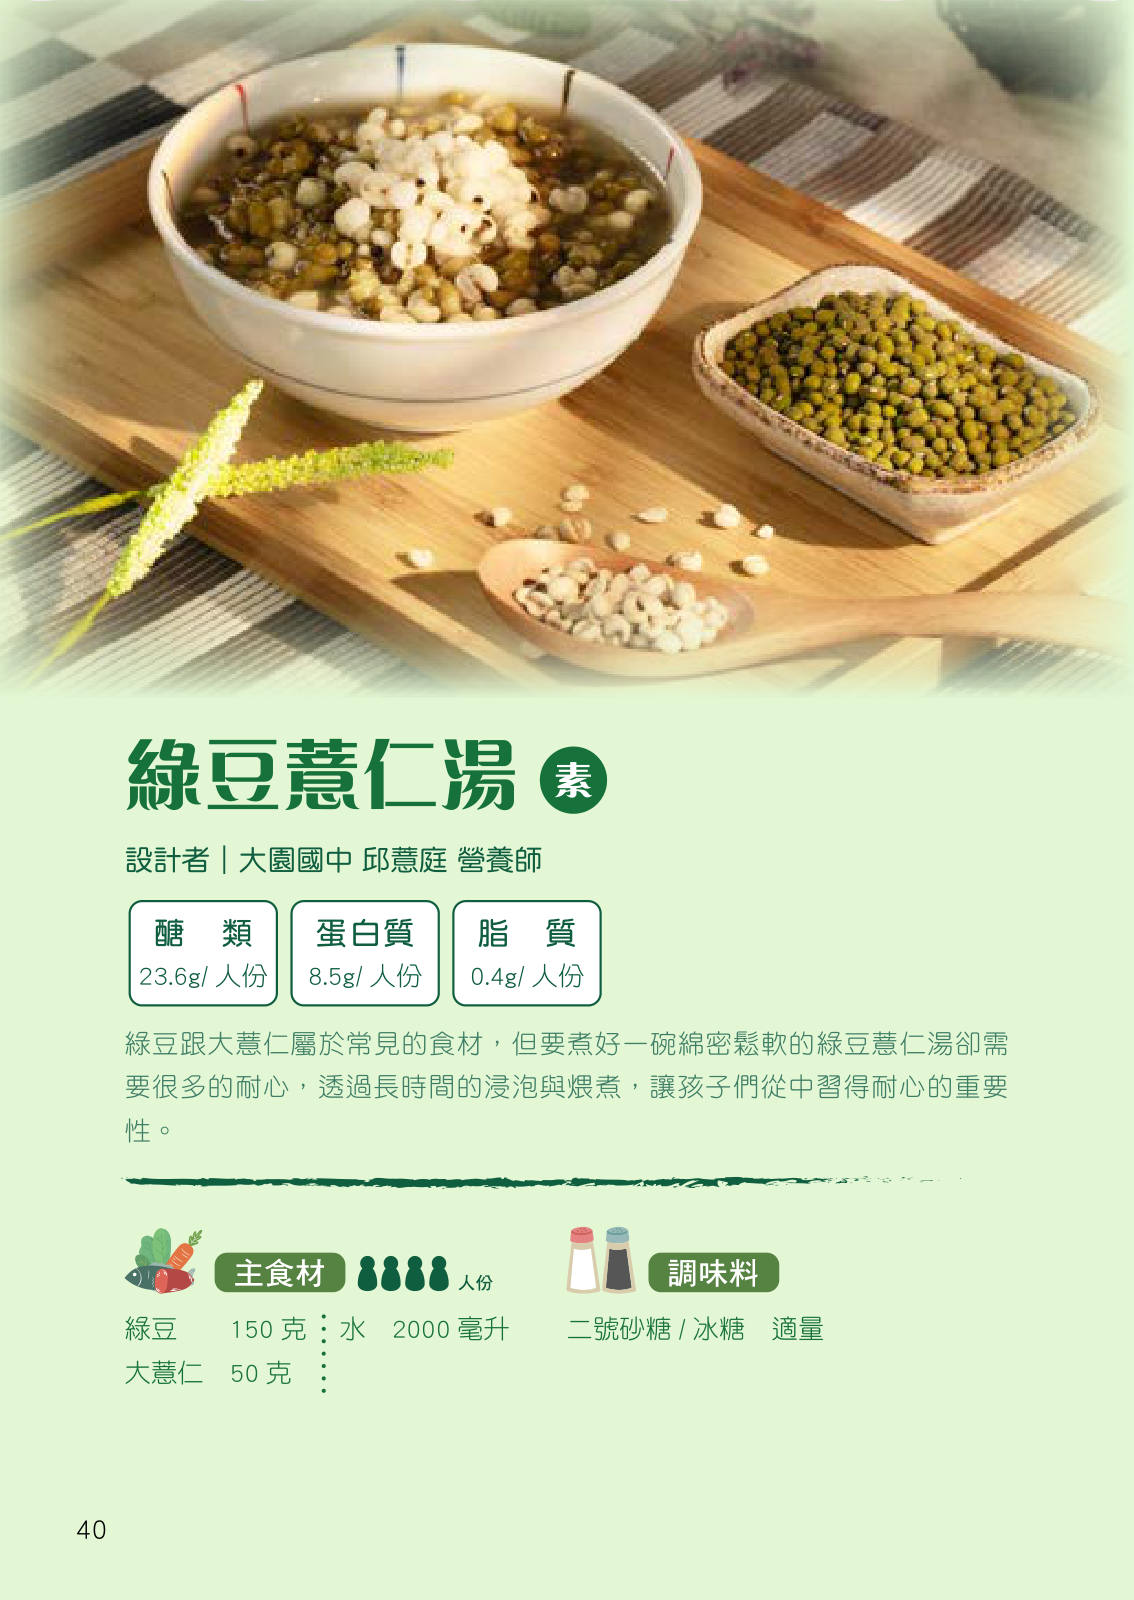 綠豆薏仁湯 素
設計者｜大園國中 邱薏庭 營養師
醣　類 蛋白質 脂　質
23.6g/ 人份 8.5g/ 人份 0.4g/ 人份
綠豆跟大薏仁屬於常見的食材，但要煮好一碗綿密鬆軟的綠豆薏仁湯卻需
要很多的耐心，透過長時間的浸泡與煨煮，讓孩子們從中習得耐心的重要
性。
主食材 人份 調味料
綠豆 150 克 水 2000 毫升 二號砂糖 / 冰糖 適量
大薏仁 50 克
40